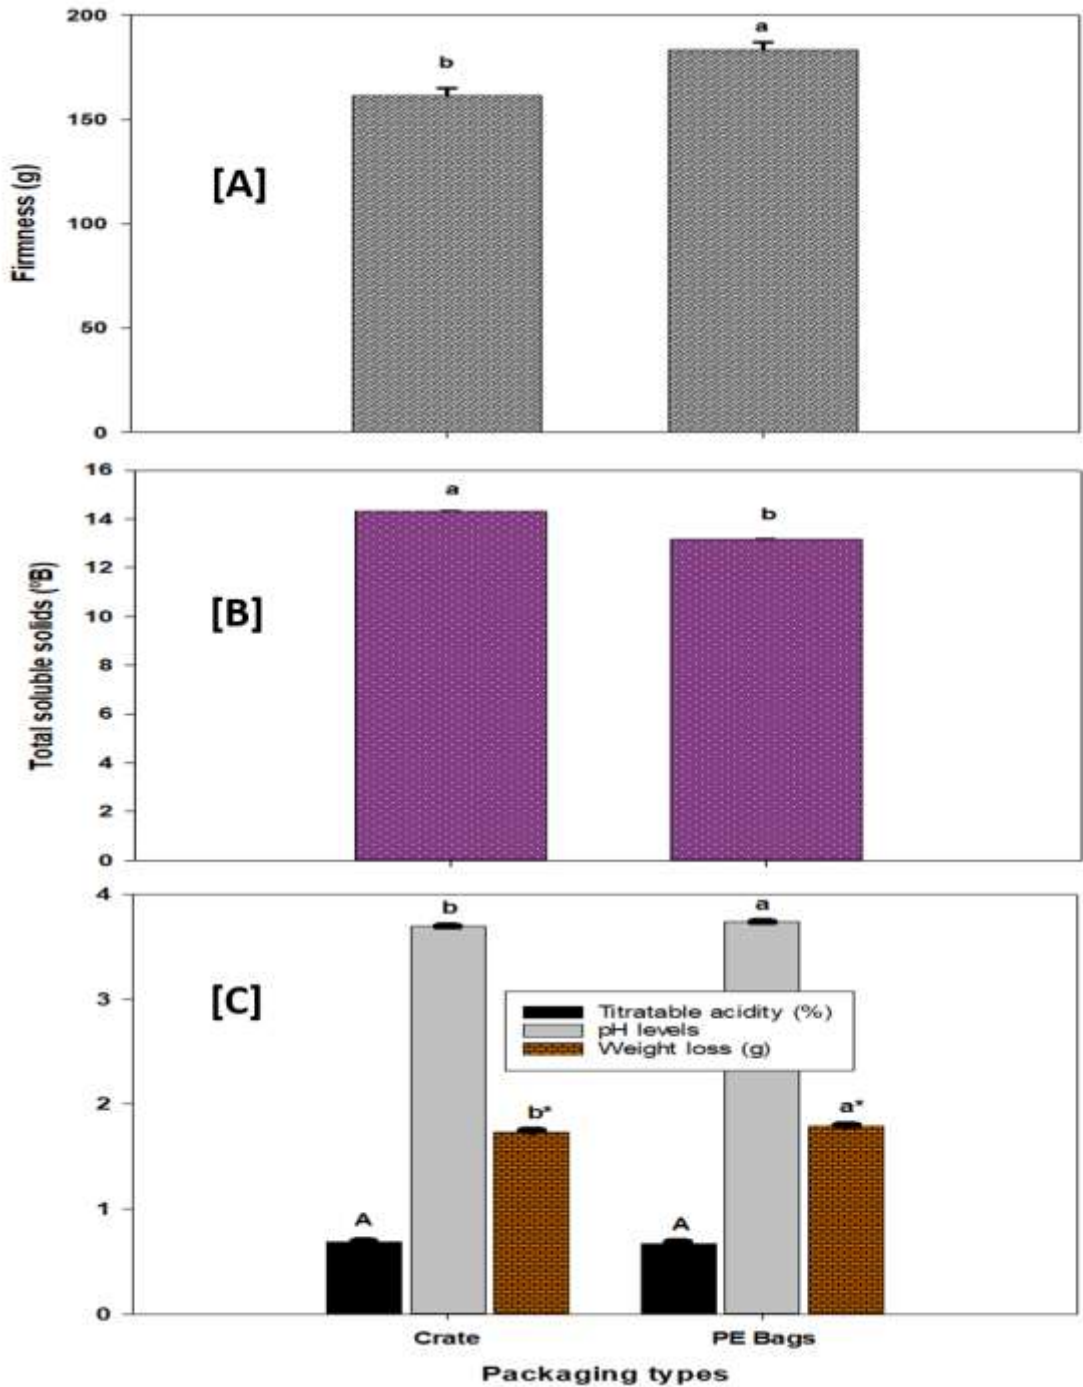 200
150
100
50
0
Firmness (g)
[A]
b
a
16
14
12
10
8
6
4
2
0
Total soluble solids (ºB)
[B]
a
b
4
3
2
1
0
[C]
b
a
Titratable acidity (%)
pH levels
Weight loss (g)
b*
a*
A
A
Crate
PE Bags
Packaging types